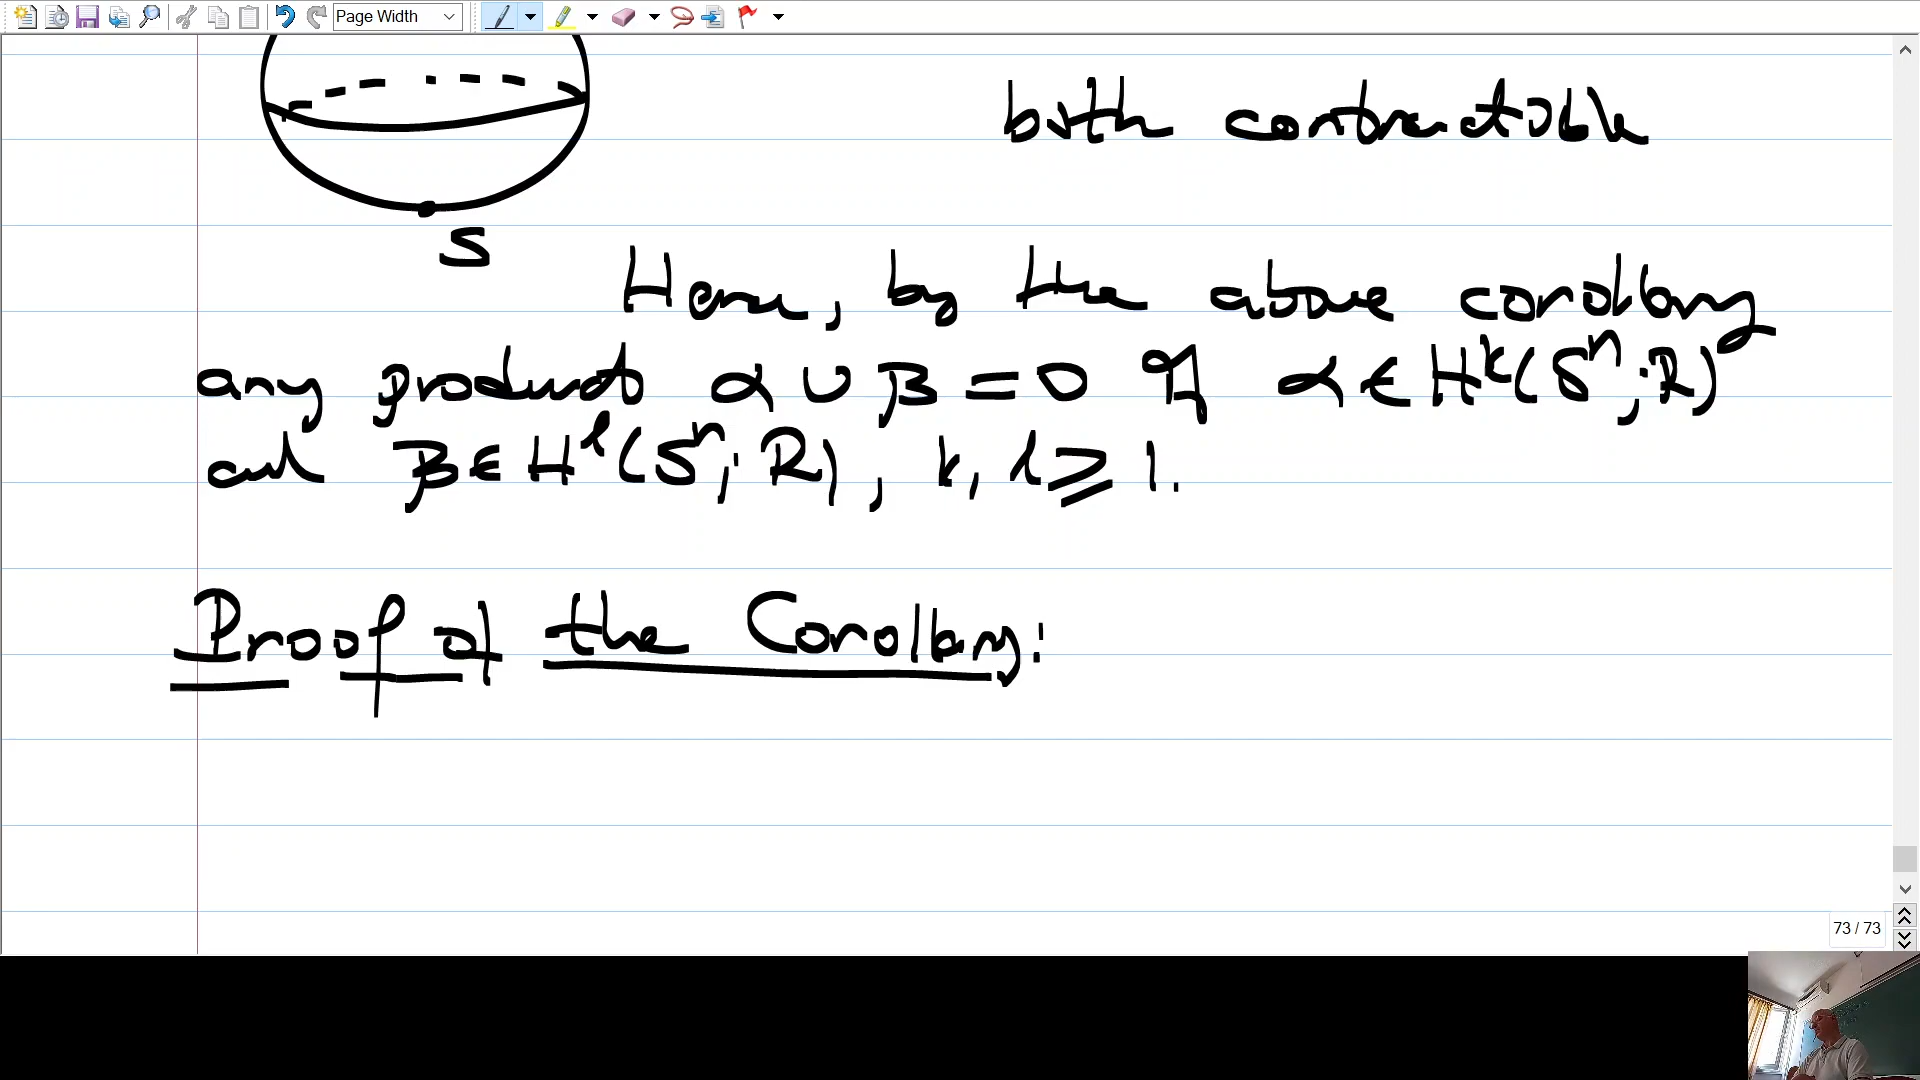 Page Width
both contractible
S
Hence, by the above corollary
any product α ∪ β = 0 if α ∈ H^k(S^n; R)
and β ∈ H^l(S^n; R), k, l ≥ 1.
Proof of the Corollary:
73 / 73